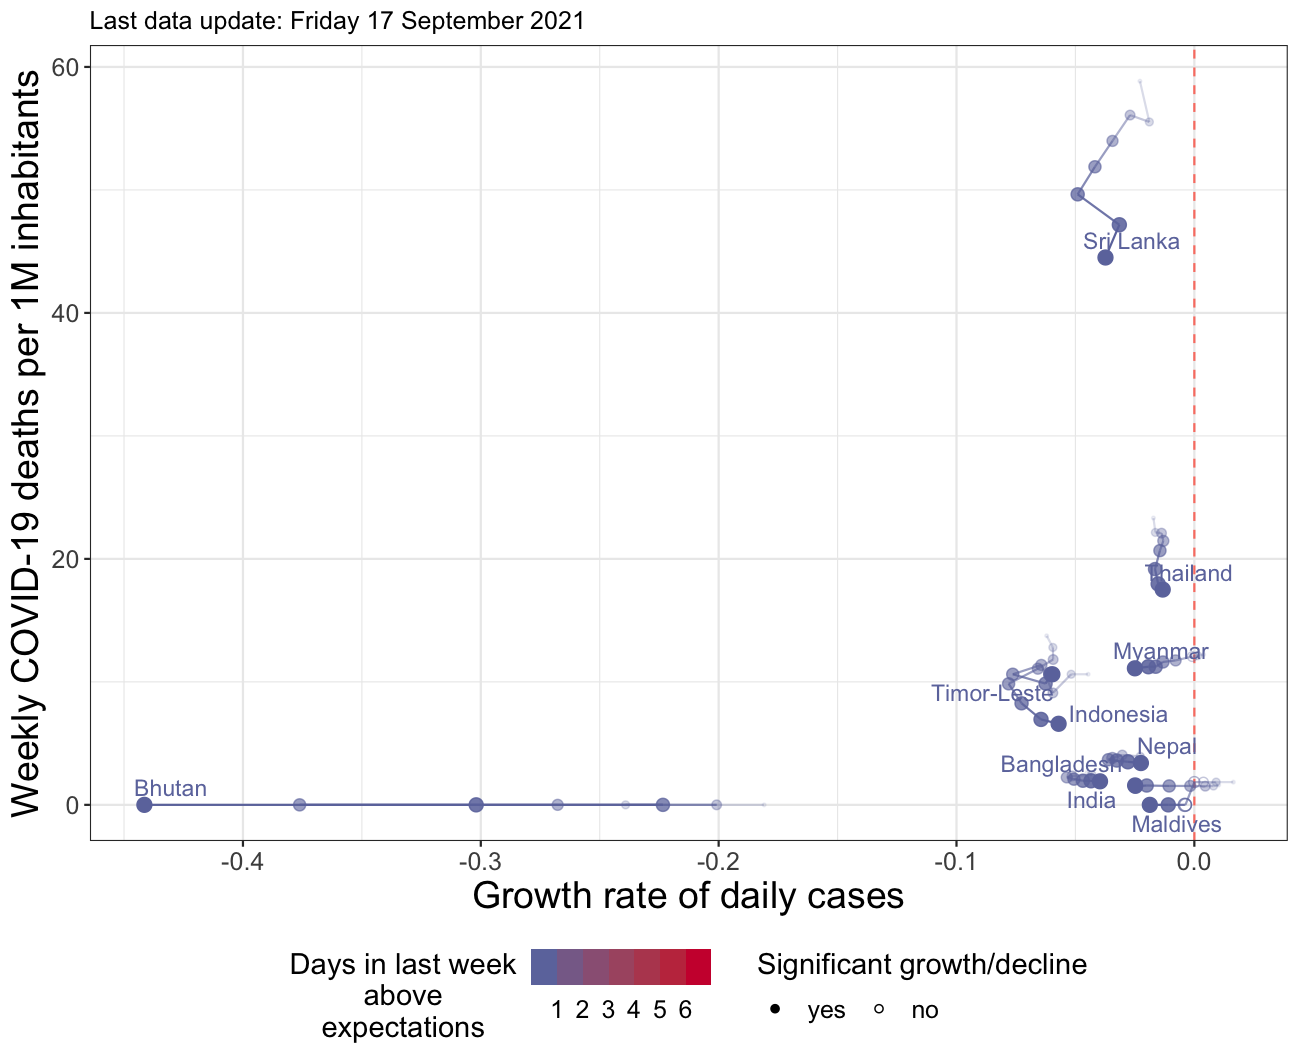 Last data update: Friday 17 September 2021
Weekly COVID-19 deaths per 1M inhabitants
60
40
20
0
Sri Lanka
Thailand
Myanmar
Timor-Leste
Indonesia
Nepal
Bangladesh
Bhutan
India
Maldives
-0.4
-0.3
-0.2
-0.1
0.0
Growth rate of daily cases
Days in last week
above
expectations
1 2 3 4 5 6
Significant growth/decline
yes no